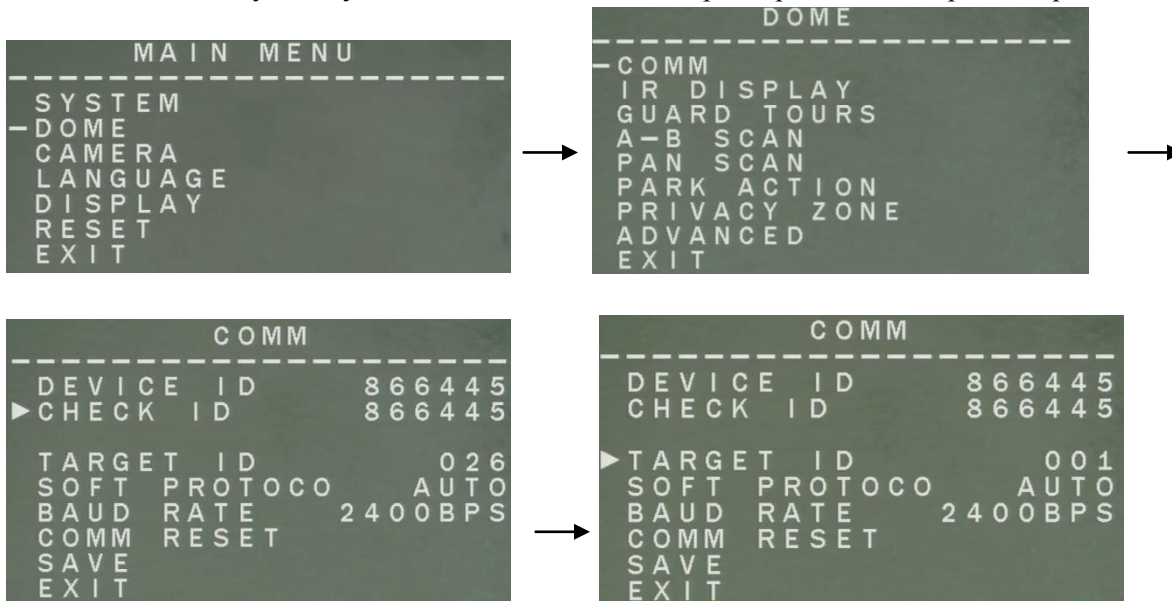 MAIN MENU
SYSTEM
DOME
CAMERA
LANGUAGE
DISPLAY
RESET
EXIT
DOME
COMM
IR DISPLAY
GUARD TOURS
A-B SCAN
PAN SCAN
PARK ACTION
PRIVACY ZONE
ADVANCED
EXIT
COMM
DEVICE ID 866445
CHECK ID 866445
TARGET ID 026
SOFT PROTOCO AUTO
BAUD RATE 2400BPS
COMM RESET
SAVE
EXIT
COMM
DEVICE ID 866445
CHECK ID 866445
TARGET ID 001
SOFT PROTOCO AUTO
BAUD RATE 2400BPS
COMM RESET
SAVE
EXIT